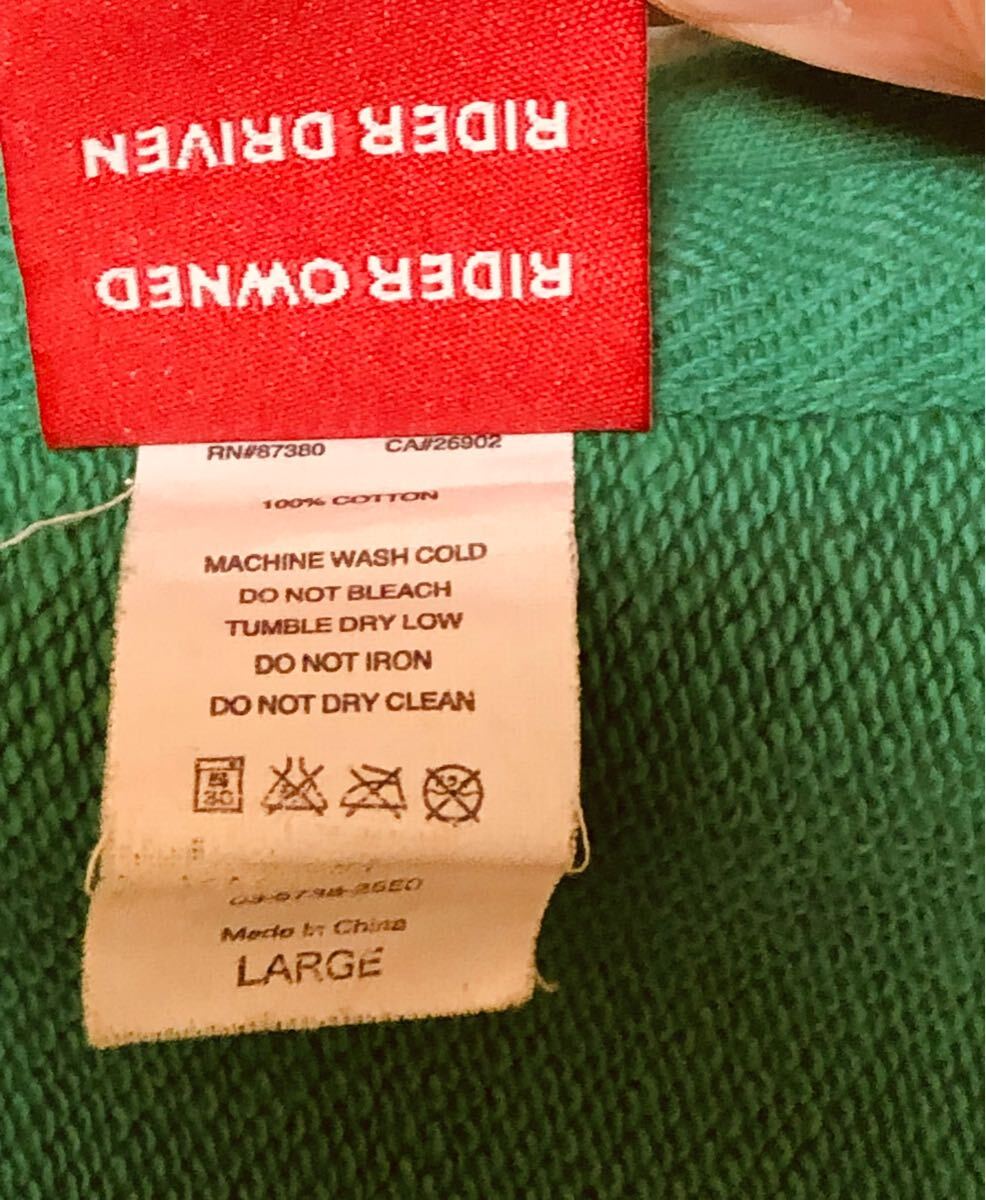 RIDER OWNED
RIDER DRIVEN
RN#87380 CA#26902
100% COTTON
MACHINE WASH COLD
DO NOT BLEACH
TUMBLE DRY LOW
DO NOT IRON
DO NOT DRY CLEAN
30
Made in China
LARGE